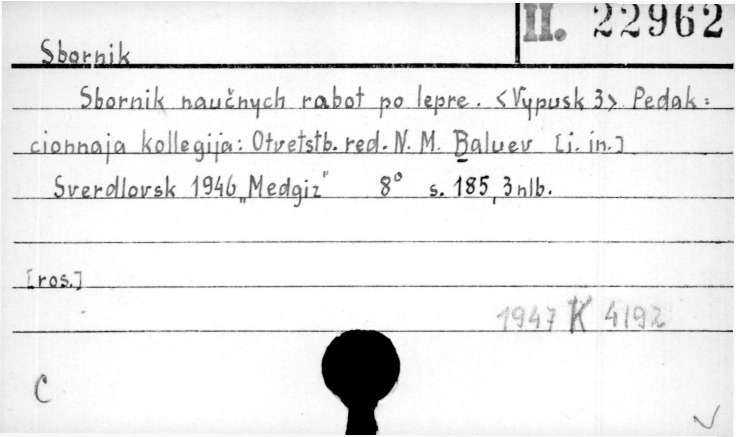 II. 22962
Sbornik
Sbornik naučnych rabot po lepre. <Vypusk 3> Pedak=
cionnaja kollegija: Otvetstb. red. N. M. Baluev [i. in.]
Sverdlovsk 1946 „Medgiz" 8° s. 185, 3 nlb.
[ros.]
1947 K 4192
C